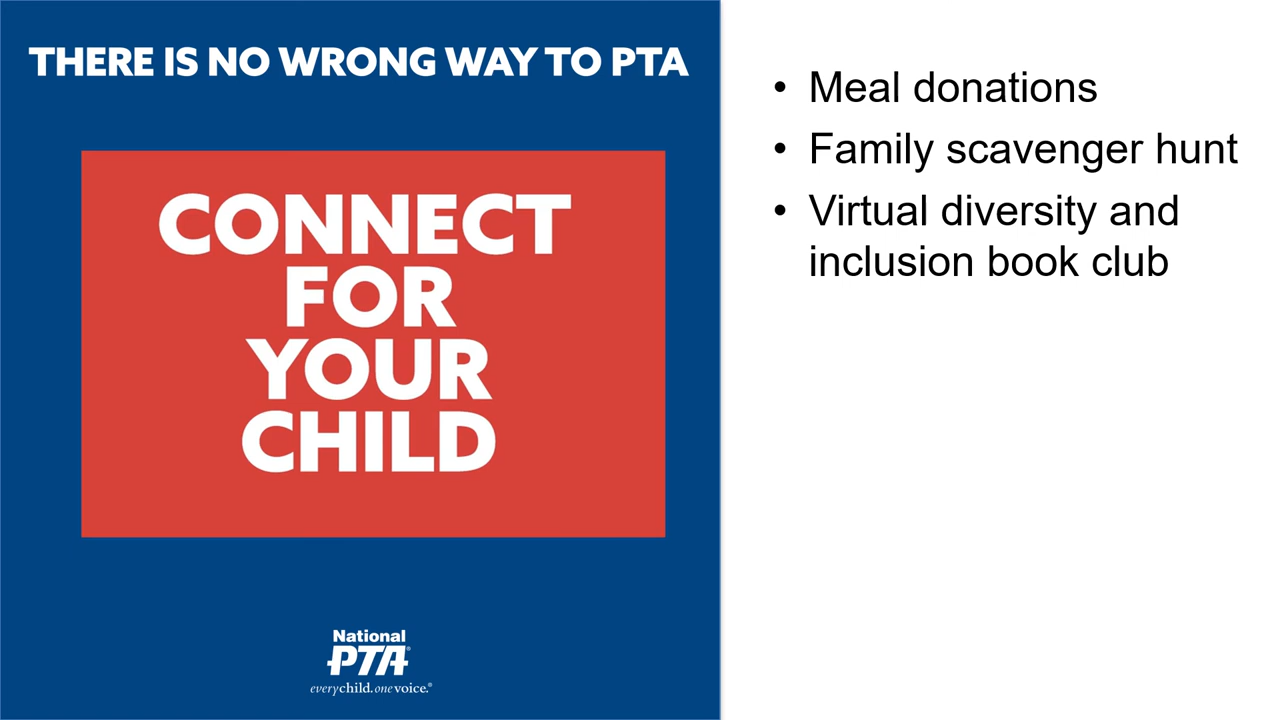 THERE IS NO WRONG WAY TO PTA
CONNECT
FOR
YOUR
CHILD
National
PTA®
everychild.onevoice.®
• Meal donations
• Family scavenger hunt
• Virtual diversity and
inclusion book club